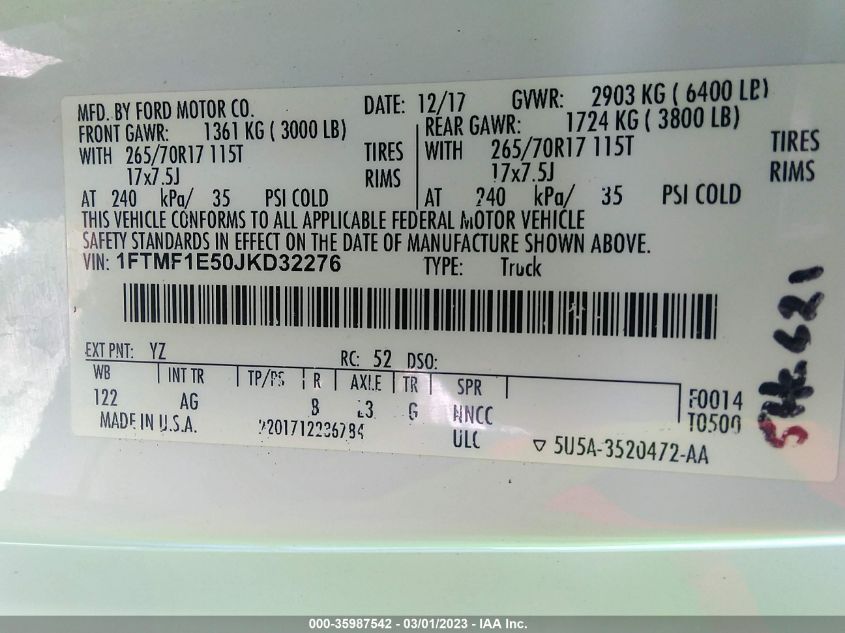 MFD. BY FORD MOTOR CO. DATE: 12/17 GVWR: 2903 KG ( 6400 LB)
FRONT GAWR: 1361 KG ( 3000 LB) REAR GAWR: 1724 KG ( 3800 LB)
WITH 265/70R17 115T TIRES WITH 265/70R17 115T TIRES
17x7.5J RIMS 17x7.5J RIMS
AT 240 kPa/ 35 PSI COLD AT 240 kPa/ 35 PSI COLD
THIS VEHICLE CONFORMS TO ALL APPLICABLE FEDERAL MOTOR VEHICLE
SAFETY STANDARDS IN EFFECT ON THE DATE OF MANUFACTURE SHOWN ABOVE.
VIN: 1FTMF1E50JKD32276 TYPE: Truck
EXT PNT: YZ RC: 52 DSO:
WB INT TR TP/PS R AXLE TR SPR
122 AG B L3 G NNCC F0014
MADE IN U.S.A. ULC T0500
5U5A-3520472-AA
621
000-35987542 - 03/01/2023 - IAA Inc.